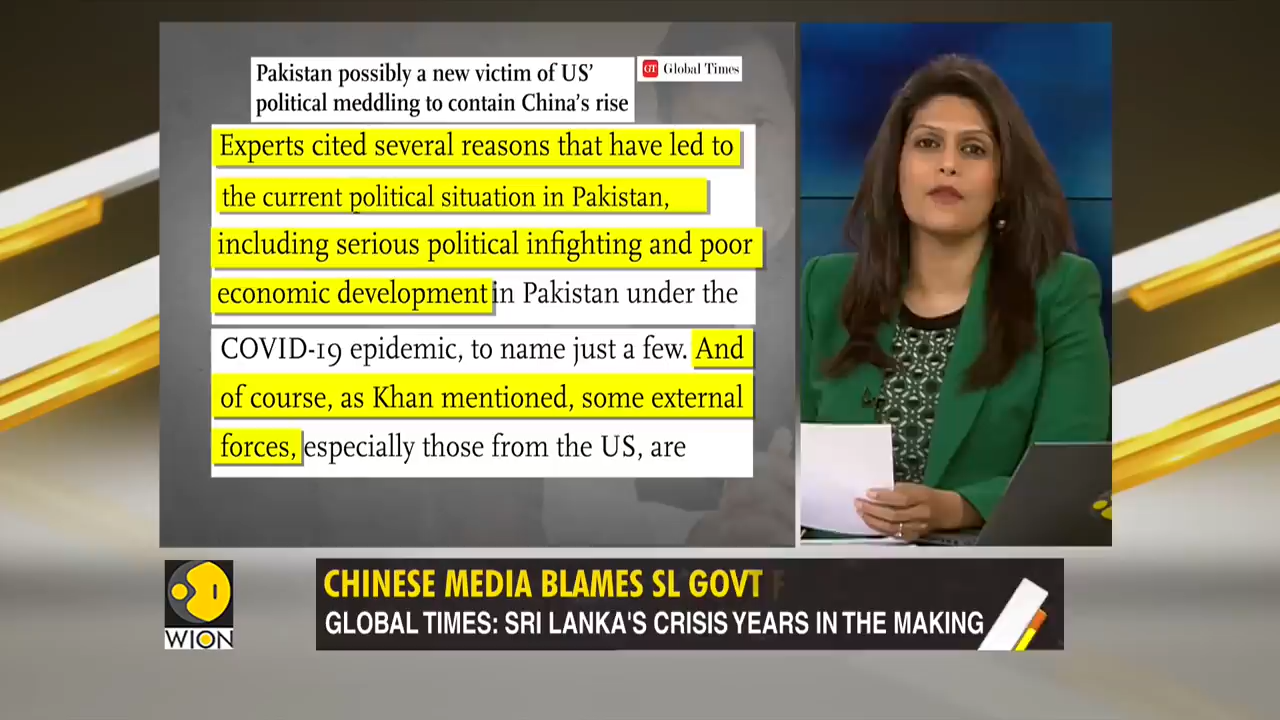 Pakistan possibly a new victim of US'
political meddling to contain China's rise
GT Global Times
Experts cited several reasons that have led to
the current political situation in Pakistan,
including serious political infighting and poor
economic development in Pakistan under the
COVID-19 epidemic, to name just a few. And
of course, as Khan mentioned, some external
forces, especially those from the US, are
WION
CHINESE MEDIA BLAMES SL GOVT F
GLOBAL TIMES: SRI LANKA'S CRISIS YEARS IN THE MAKING